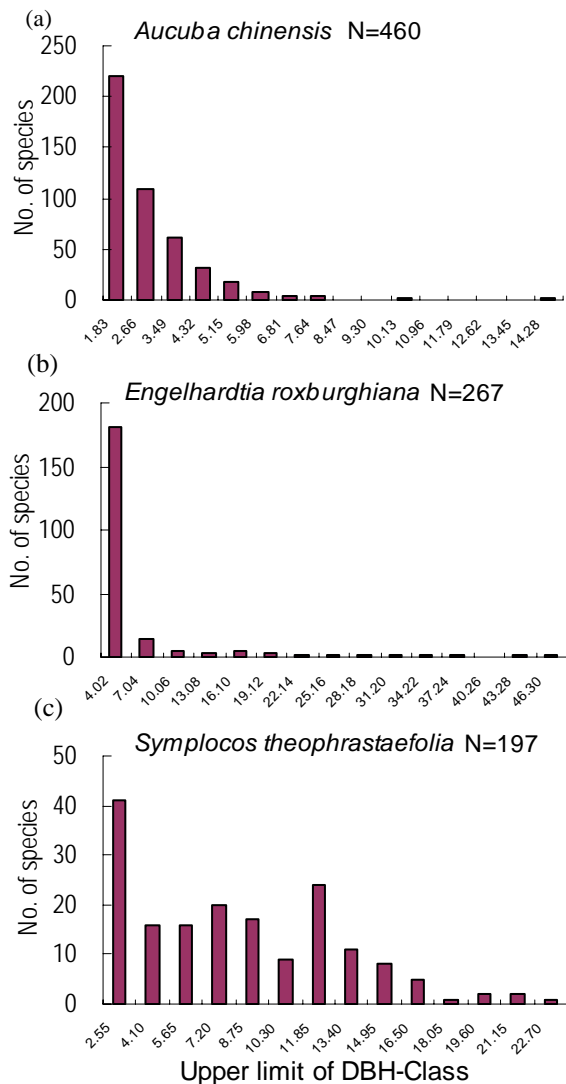 (a)
Aucuba chinensis N=460
No. of species
250
200
150
100
50
0
1.83 2.66 3.49 4.32 5.15 5.98 6.81 7.64 8.47 9.30 10.13 10.96 11.79 12.62 13.45 14.28
(b)
Engelhardtia roxburghiana N=267
No. of species
200
150
100
50
0
4.02 7.04 10.06 13.08 16.10 19.12 22.14 25.16 28.18 31.20 34.22 37.24 40.26 43.28 46.30
(c)
Symplocos theophrastaefolia N=197
No. of species
50
40
30
20
10
0
2.55 4.10 5.65 7.20 8.75 10.30 11.85 13.40 14.95 16.50 18.05 19.60 21.15 22.70
Upper limit of DBH-Class